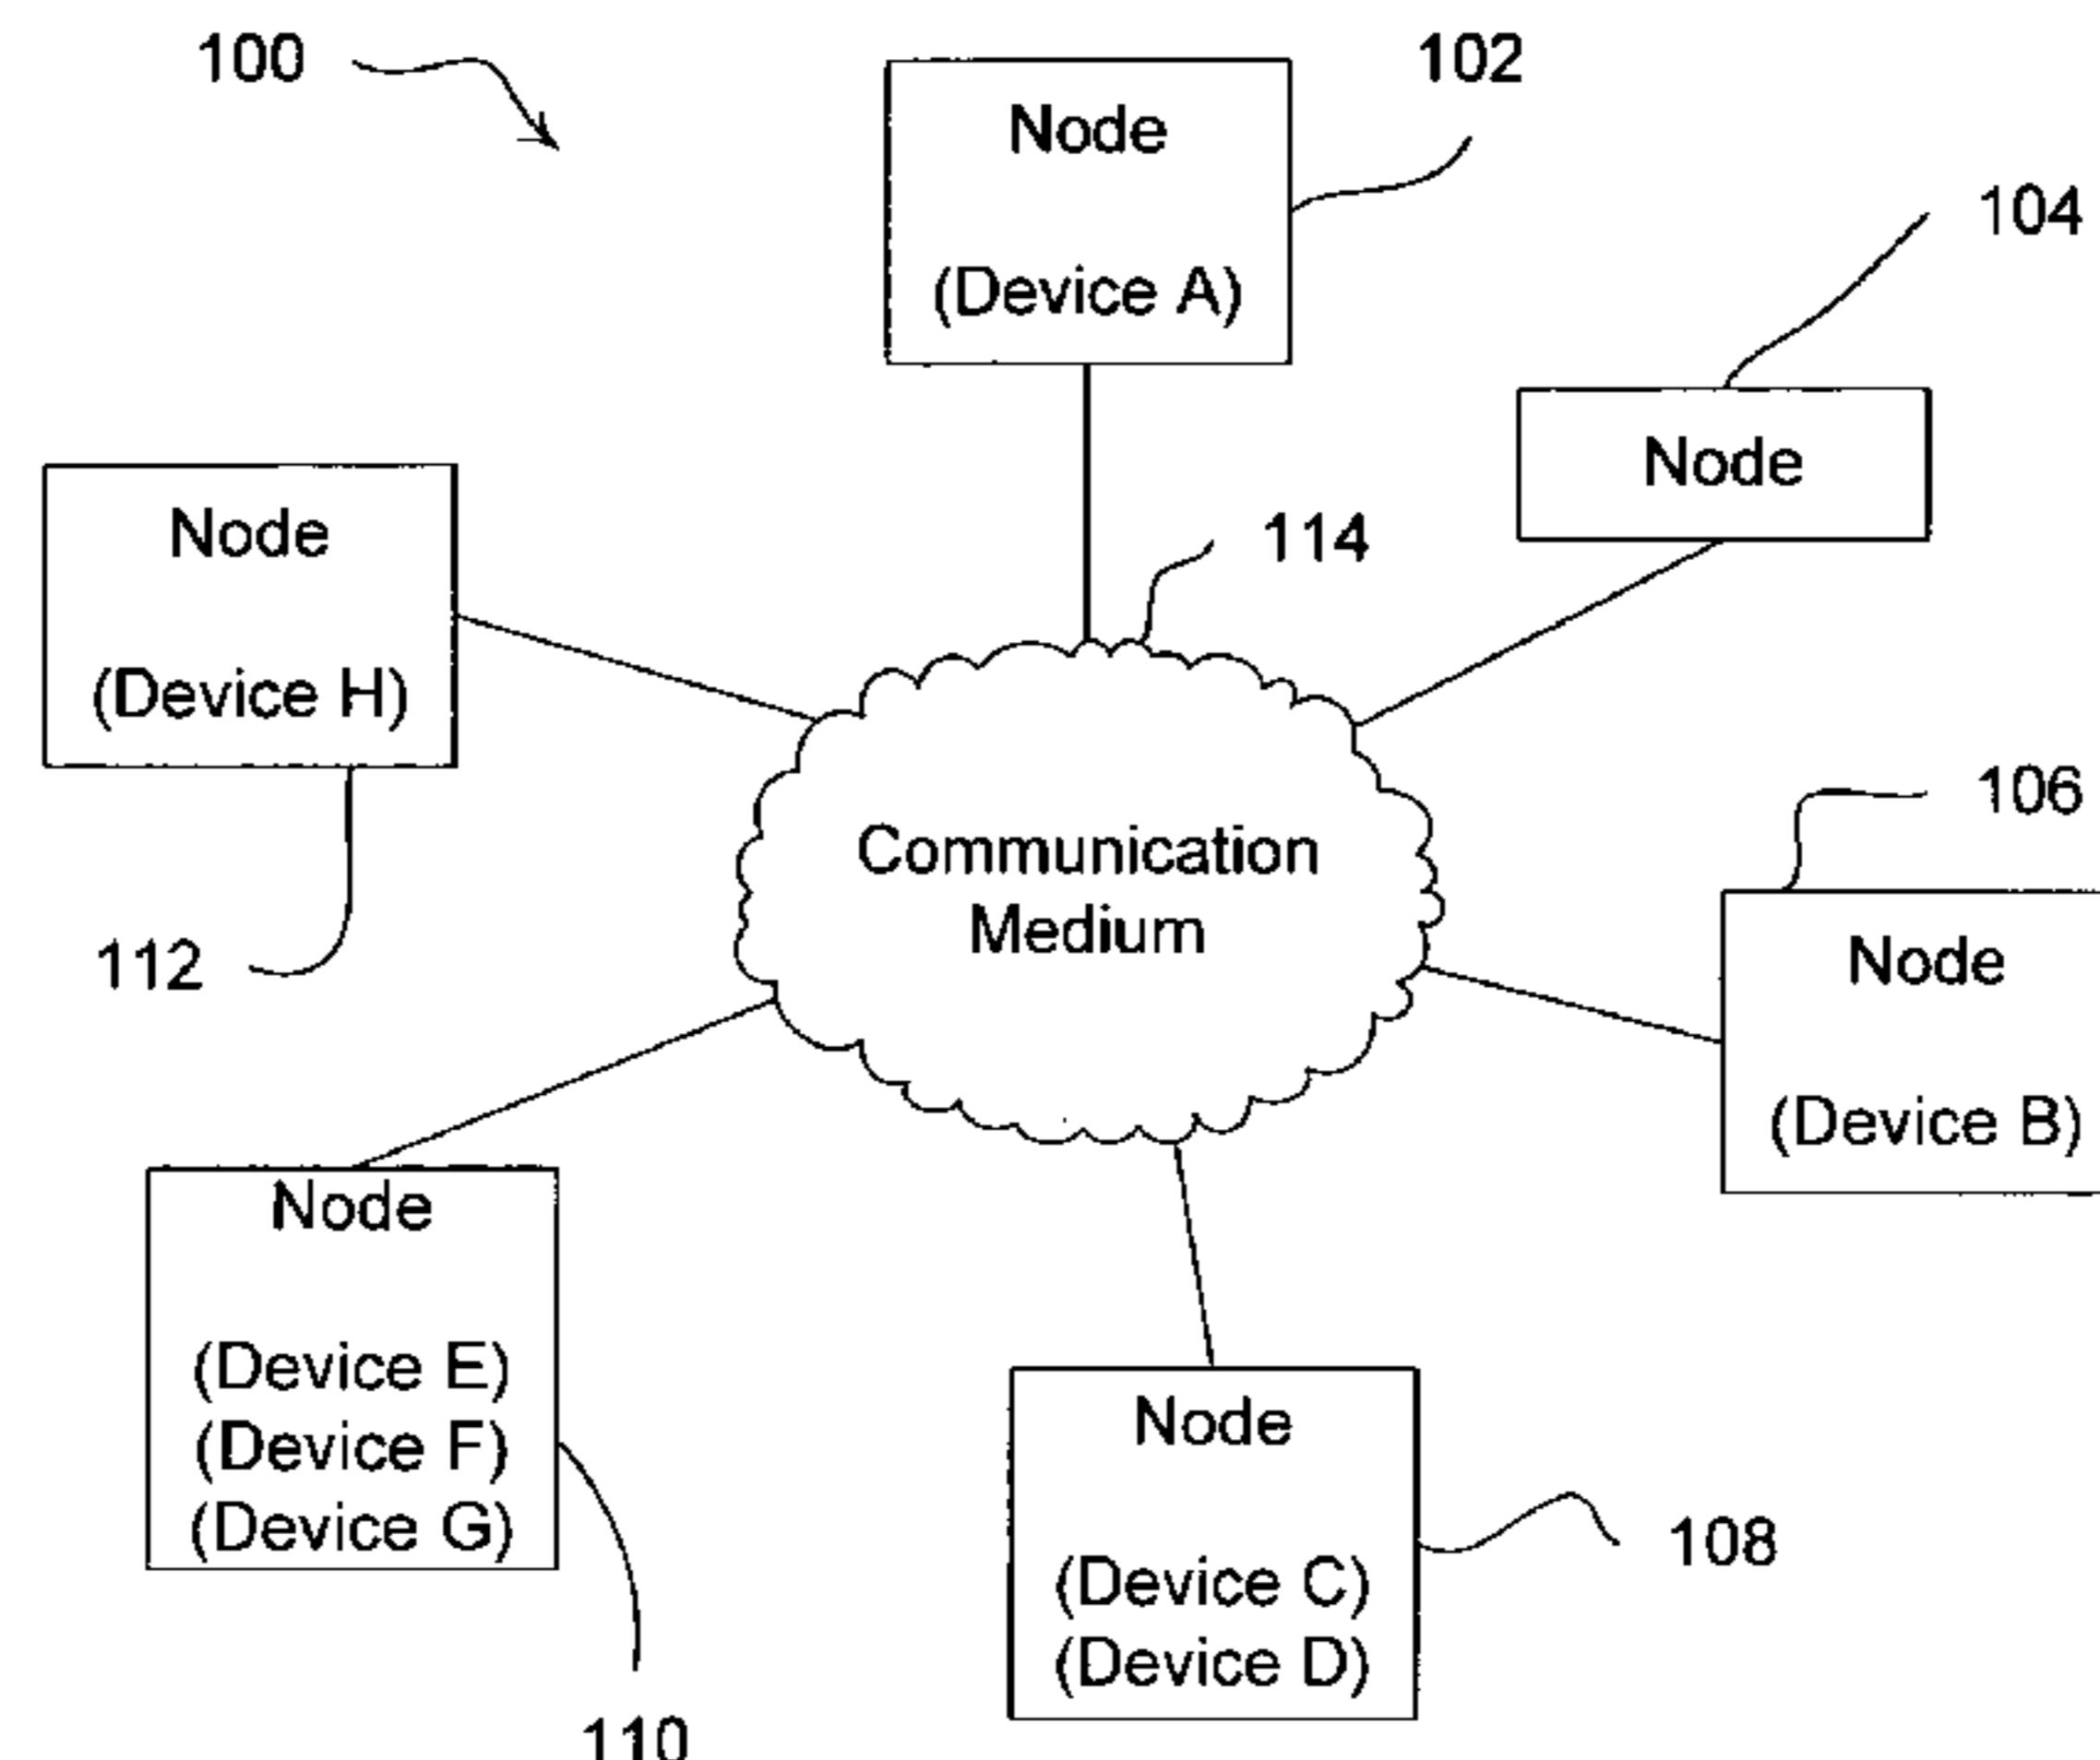 100
102
Node
(Device A)
104
Node
114
Node
(Device H)
112
Communication
Medium
106
Node
(Device B)
Node
(Device E)
(Device F)
(Device G)
110
Node
(Device C)
(Device D)
108